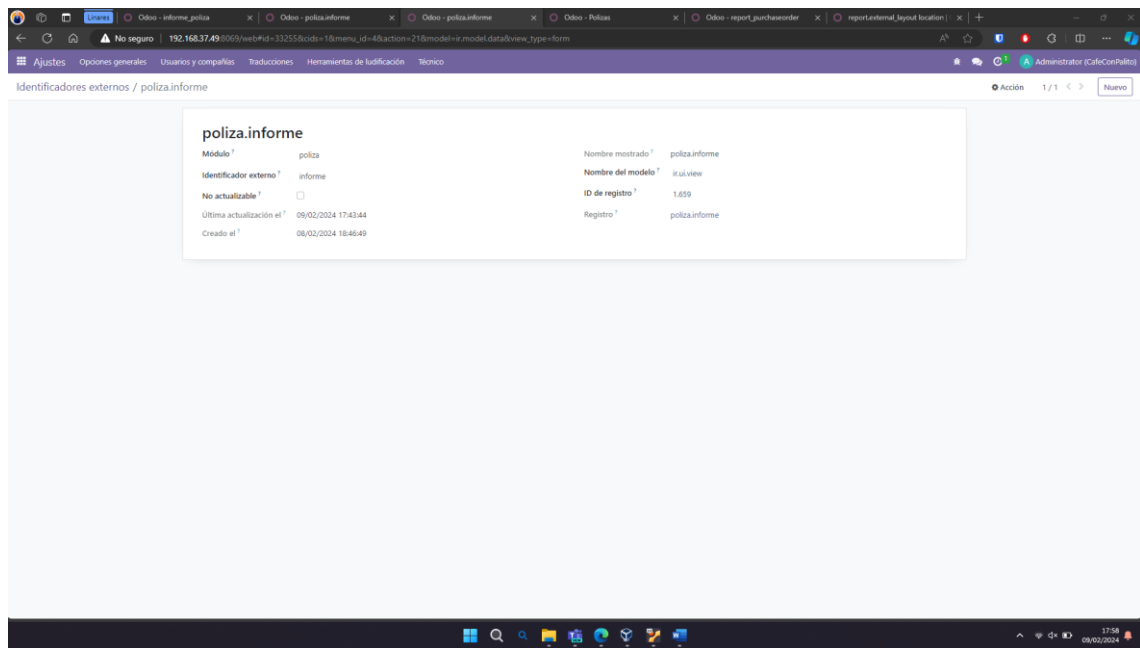 Linares Odoo - informe_poliza Odoo - poliza.informe Odoo - poliza.informe Odoo - Polizas Odoo - report_purchaseorder report.external_layout location |
No seguro 192.168.37.49:8069/web#id=33255&cids=1&menu_id=4&action=21&model=ir.model.data&view_type=form
Ajustes Opciones generales Usuarios y compañías Traducciones Herramientas de ludificación Técnico 1 A Administrator (CafeConPalito)
Identificadores externos / poliza.informe Acción 1 / 1 Nuevo
poliza.informe
Módulo ? poliza Nombre mostrado ? poliza.informe
Identificador externo ? informe Nombre del modelo ? ir.ui.view
No actualizable ? ID de registro ? 1.659
Última actualización el ? 09/02/2024 17:43:44 Registro ? poliza.informe
Creado el ? 08/02/2024 18:46:49
17:58
09/02/2024